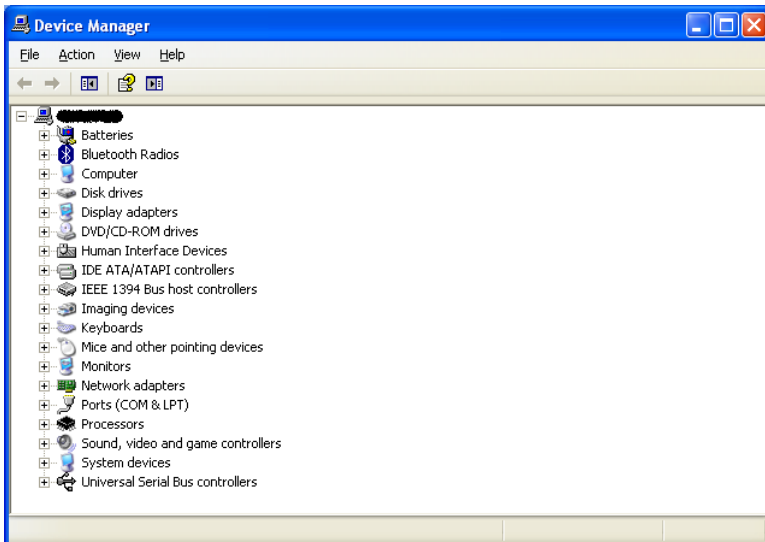 Device Manager
File Action View Help
Batteries
Bluetooth Radios
Computer
Disk drives
Display adapters
DVD/CD-ROM drives
Human Interface Devices
IDE ATA/ATAPI controllers
IEEE 1394 Bus host controllers
Imaging devices
Keyboards
Mice and other pointing devices
Monitors
Network adapters
Ports (COM & LPT)
Processors
Sound, video and game controllers
System devices
Universal Serial Bus controllers